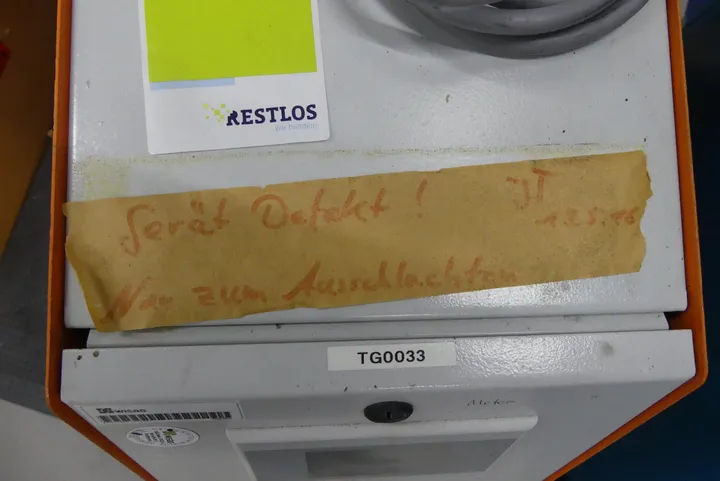 RESTLOS
Gerät Defekt!
JT
Nur zum Ausschlachten
TG0033